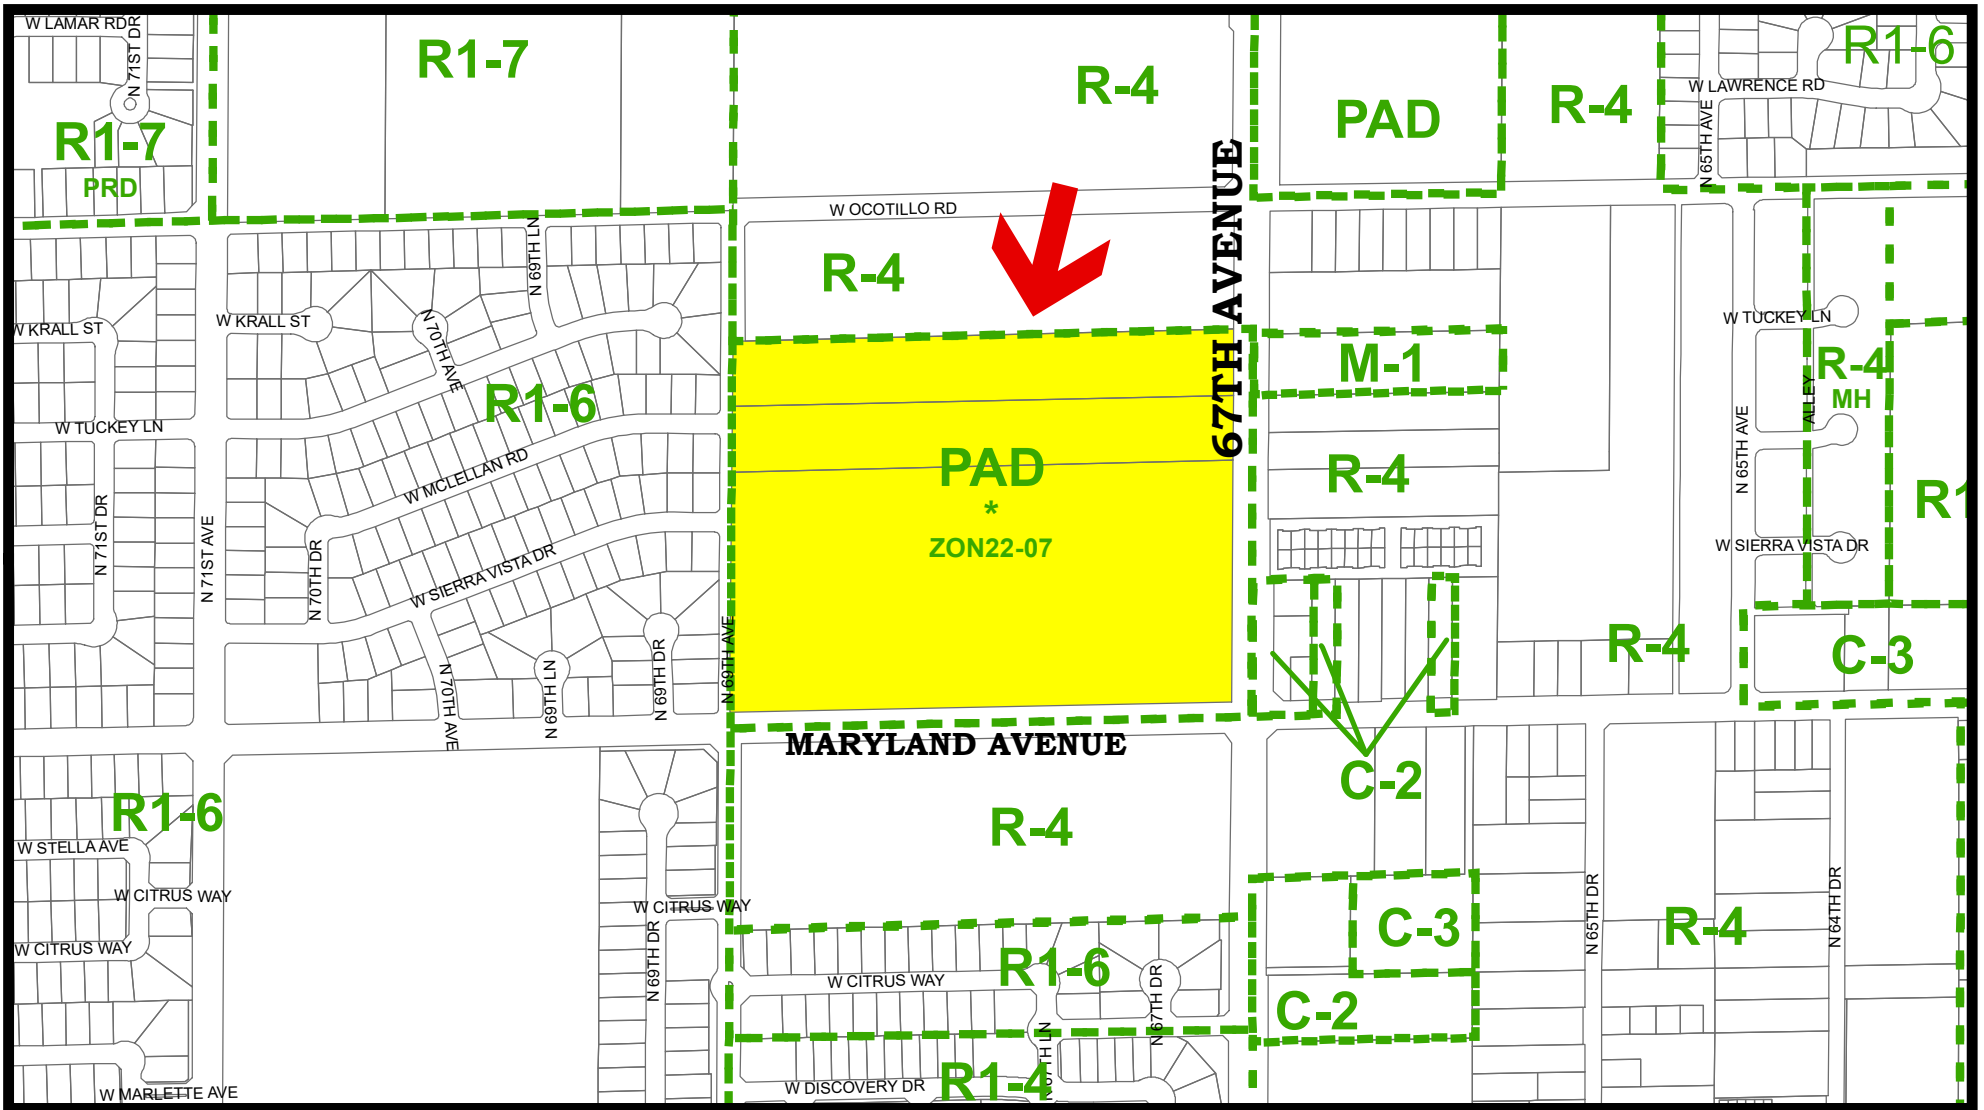 W LAMAR RD
N 71ST DR
R1-7
R-4
PAD
R-4
R1-6
W LAWRENCE RD
N 65TH AVE
R1-7
PRD
W OCOTILLO RD
67TH AVENUE
N 69TH LN
R-4
W KRALL ST
W KRALL ST
N 70TH AVE
W TUCKEY LN
M-1
R-4
MH
ALLEY
R1-6
W TUCKEY LN
N 65TH AVE
W MCLELLAN RD
PAD
*
ZON22-07
R-4
R1
N 71ST DR
N 71ST AVE
N 70TH DR
W SIERRA VISTA DR
W SIERRA VISTA DR
N 69TH AVE
N 70TH AVE
N 69TH LN
N 69TH DR
R-4
C-3
MARYLAND AVENUE
C-2
R1-6
R-4
W STELLA AVE
W CITRUS WAY
W CITRUS WAY
W CITRUS WAY
N 69TH DR
R1-6
W CITRUS WAY
N 67TH DR
N 67TH LN
C-3
C-2
N 65TH DR
R-4
N 64TH DR
W DISCOVERY DR
R1-4
W MARLETTE AVE